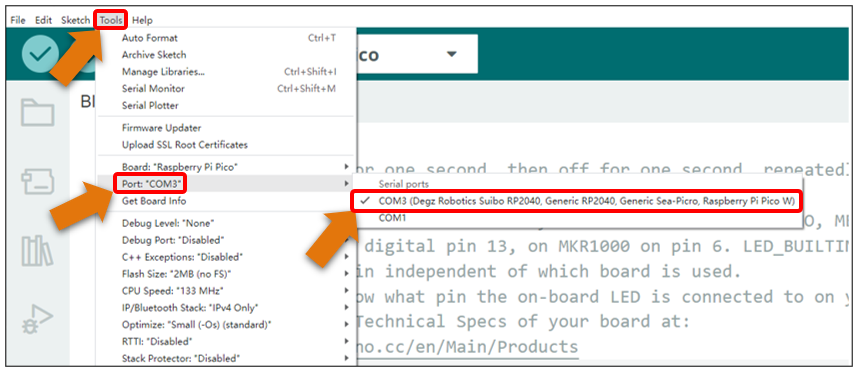 File Edit Sketch Tools Help
Auto Format Ctrl+T
Archive Sketch
Manage Libraries... Ctrl+Shift+I
Serial Monitor Ctrl+Shift+M
Serial Plotter
Firmware Updater
Upload SSL Root Certificates
Board: "Raspberry Pi Pico"
Port: "COM3"
Get Board Info
Debug Level: "None"
Debug Port: "Disabled"
C++ Exceptions: "Disabled"
Flash Size: "2MB (no FS)"
CPU Speed: "133 MHz"
IP/Bluetooth Stack: "IPv4 Only"
Optimize: "Small (-Os) (standard)"
RTTI: "Disabled"
Stack Protector: "Disabled"
Serial ports
COM3 (Degz Robotics Suibo RP2040, Generic RP2040, Generic Sea-Picro, Raspberry Pi Pico W)
COM1
co
Bl
or one second, then off for one second, repeatedl
O, M
digital pin 13, on MKR1000 on pin 6. LED_BUILTIN
in independent of which board is used.
ow what pin the on-board LED is connected to on y
Technical Specs of your board at:
no.cc/en/Main/Products